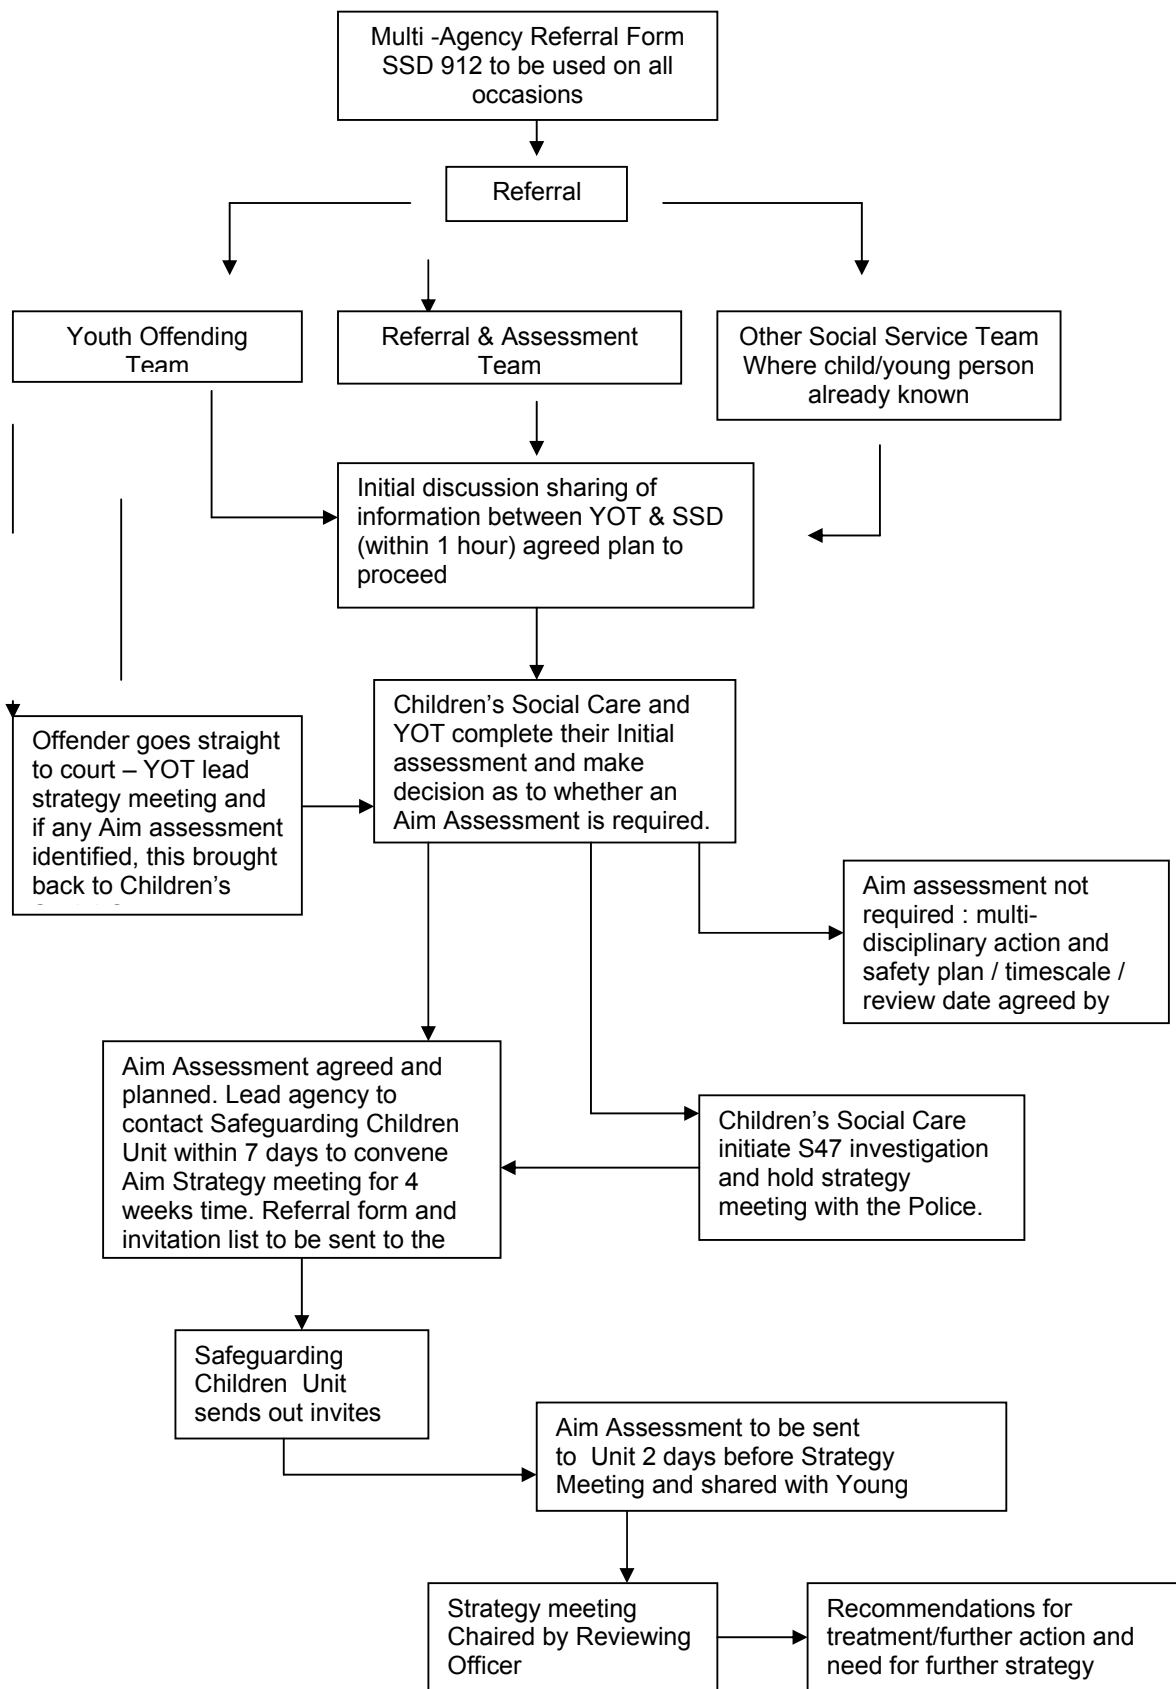 Multi -Agency Referral Form
SSD 912 to be used on all
occasions
Referral
Youth Offending
Team
Referral & Assessment
Team
Other Social Service Team
Where child/young person
already known
Initial discussion sharing of
information between YOT & SSD
(within 1 hour) agreed plan to
proceed
Children’s Social Care and
YOT complete their Initial
assessment and make
decision as to whether an
Aim Assessment is required.
Offender goes straight
to court – YOT lead
strategy meeting and
if any Aim assessment
identified, this brought
back to Children’s
Aim assessment not
required : multi-
disciplinary action and
safety plan / timescale /
review date agreed by
Aim Assessment agreed and
planned. Lead agency to
contact Safeguarding Children
Unit within 7 days to convene
Aim Strategy meeting for 4
weeks time. Referral form and
invitation list to be sent to the
Children’s Social Care
initiate S47 investigation
and hold strategy
meeting with the Police.
Safeguarding
Children  Unit
sends out invites
Aim Assessment to be sent
to  Unit 2 days before Strategy
Meeting and shared with Young
Strategy meeting
Chaired by Reviewing
Officer
Recommendations for
treatment/further action and
need for further strategy